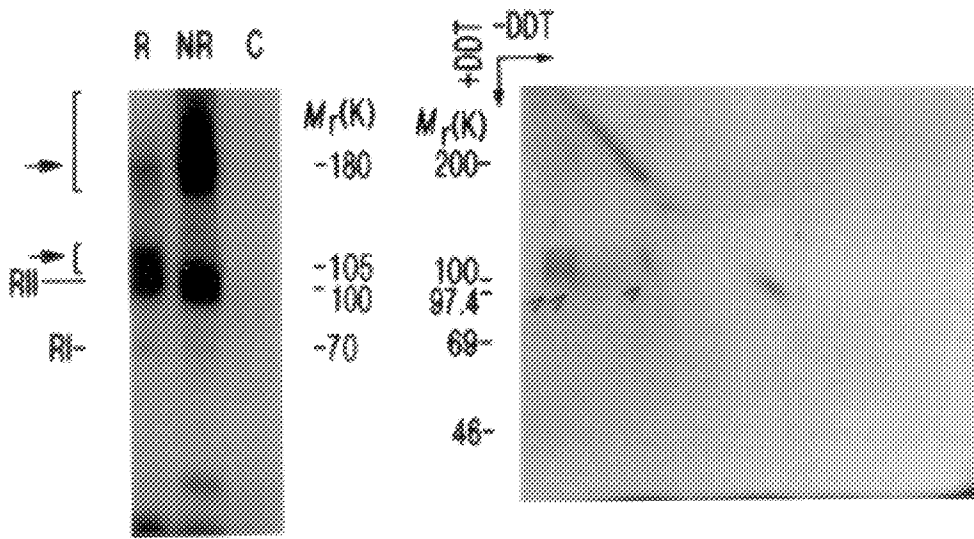 R NR C
+DDT
-DDT
Mr(K)
-180
-105
-100
-70
RII
RI-
Mr(K)
200-
100-
97.4-
69-
46-